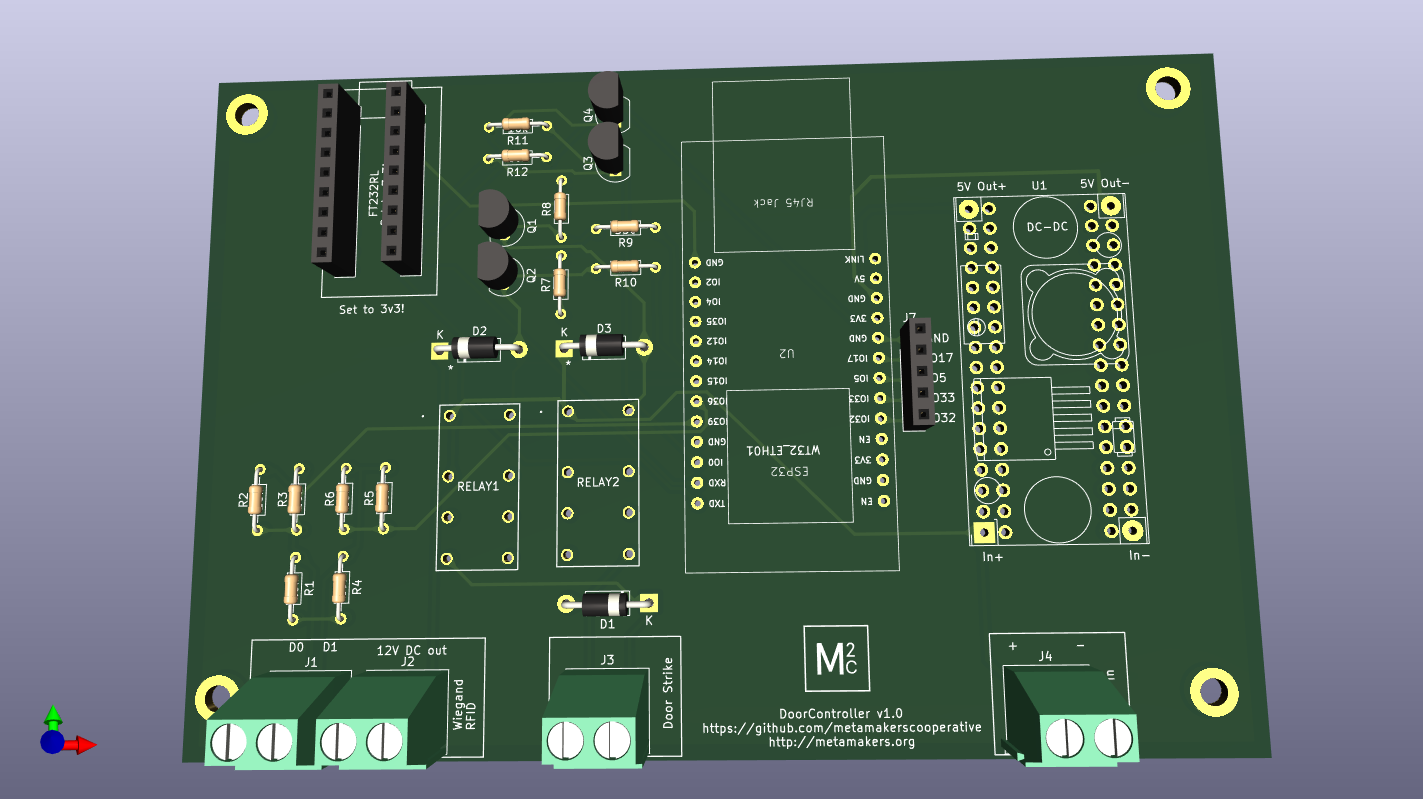 FT232RL
Set to 3v3!
R11
R12
Q4
Q3
Q1
Q2
R8
R9
R7
R10
K
D2
*
K
D3
*
RJ45 Jack
U2
WT32_ETH01
ESP32
GND
IO2
IO4
IO35
IO12
IO14
IO15
IO36
IO39
GND
IO0
RXD
TXD
LINK
5V
GND
3V3
GND
IO17
IO5
IO33
IO32
EN
3V3
GND
EN
5V Out+
U1
5V Out-
DC-DC
In+
In-
RELAY1
RELAY2
R2
R3
R6
R5
R1
R4
D1
K
D0 D1
12V DC out
J1
J2
Wiegand
RFID
J3
Door Strike
M2C
DoorController v1.0
https://github.com/metamakerscooperative
http://metamakers.org
+ -
J4